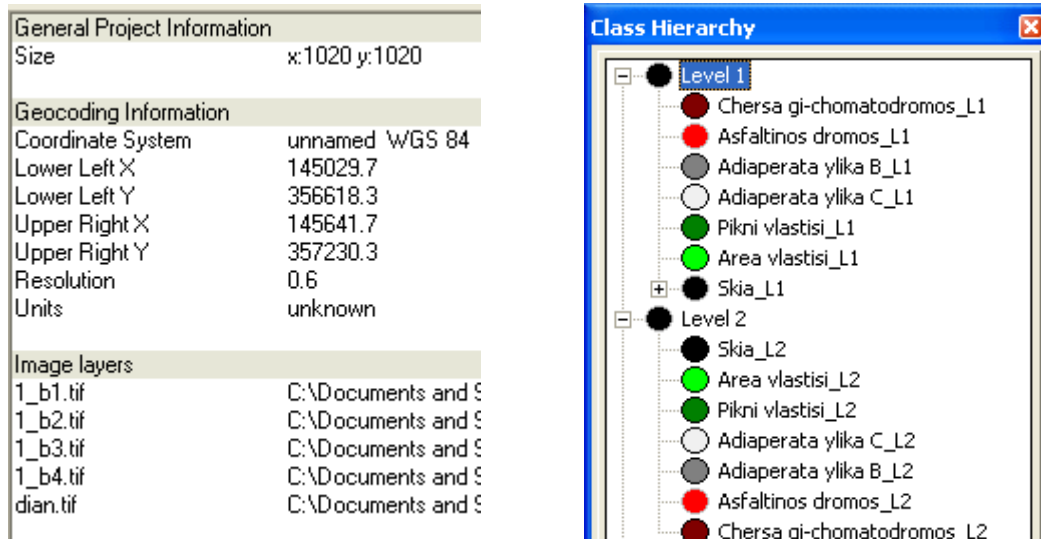 General Project Information
Size x:1020 y:1020
Geocoding Information
Coordinate System unnamed WGS 84
Lower Left X 145029.7
Lower Left Y 356618.3
Upper Right X 145641.7
Upper Right Y 357230.3
Resolution 0.6
Units unknown
Image layers
1_b1.tif C:\Documents and S
1_b2.tif C:\Documents and S
1_b3.tif C:\Documents and S
1_b4.tif C:\Documents and S
dian.tif C:\Documents and S
Class Hierarchy
Level 1
Chersa gi-chomatodromos_L1
Asfaltinos dromos_L1
Adiaperata ylika B_L1
Adiaperata ylika C_L1
Pikni vlastisi_L1
Area vlastisi_L1
Skia_L1
Level 2
Skia_L2
Area vlastisi_L2
Pikni vlastisi_L2
Adiaperata ylika C_L2
Adiaperata ylika B_L2
Asfaltinos dromos_L2
Chersa gi-chomatodromos_L2